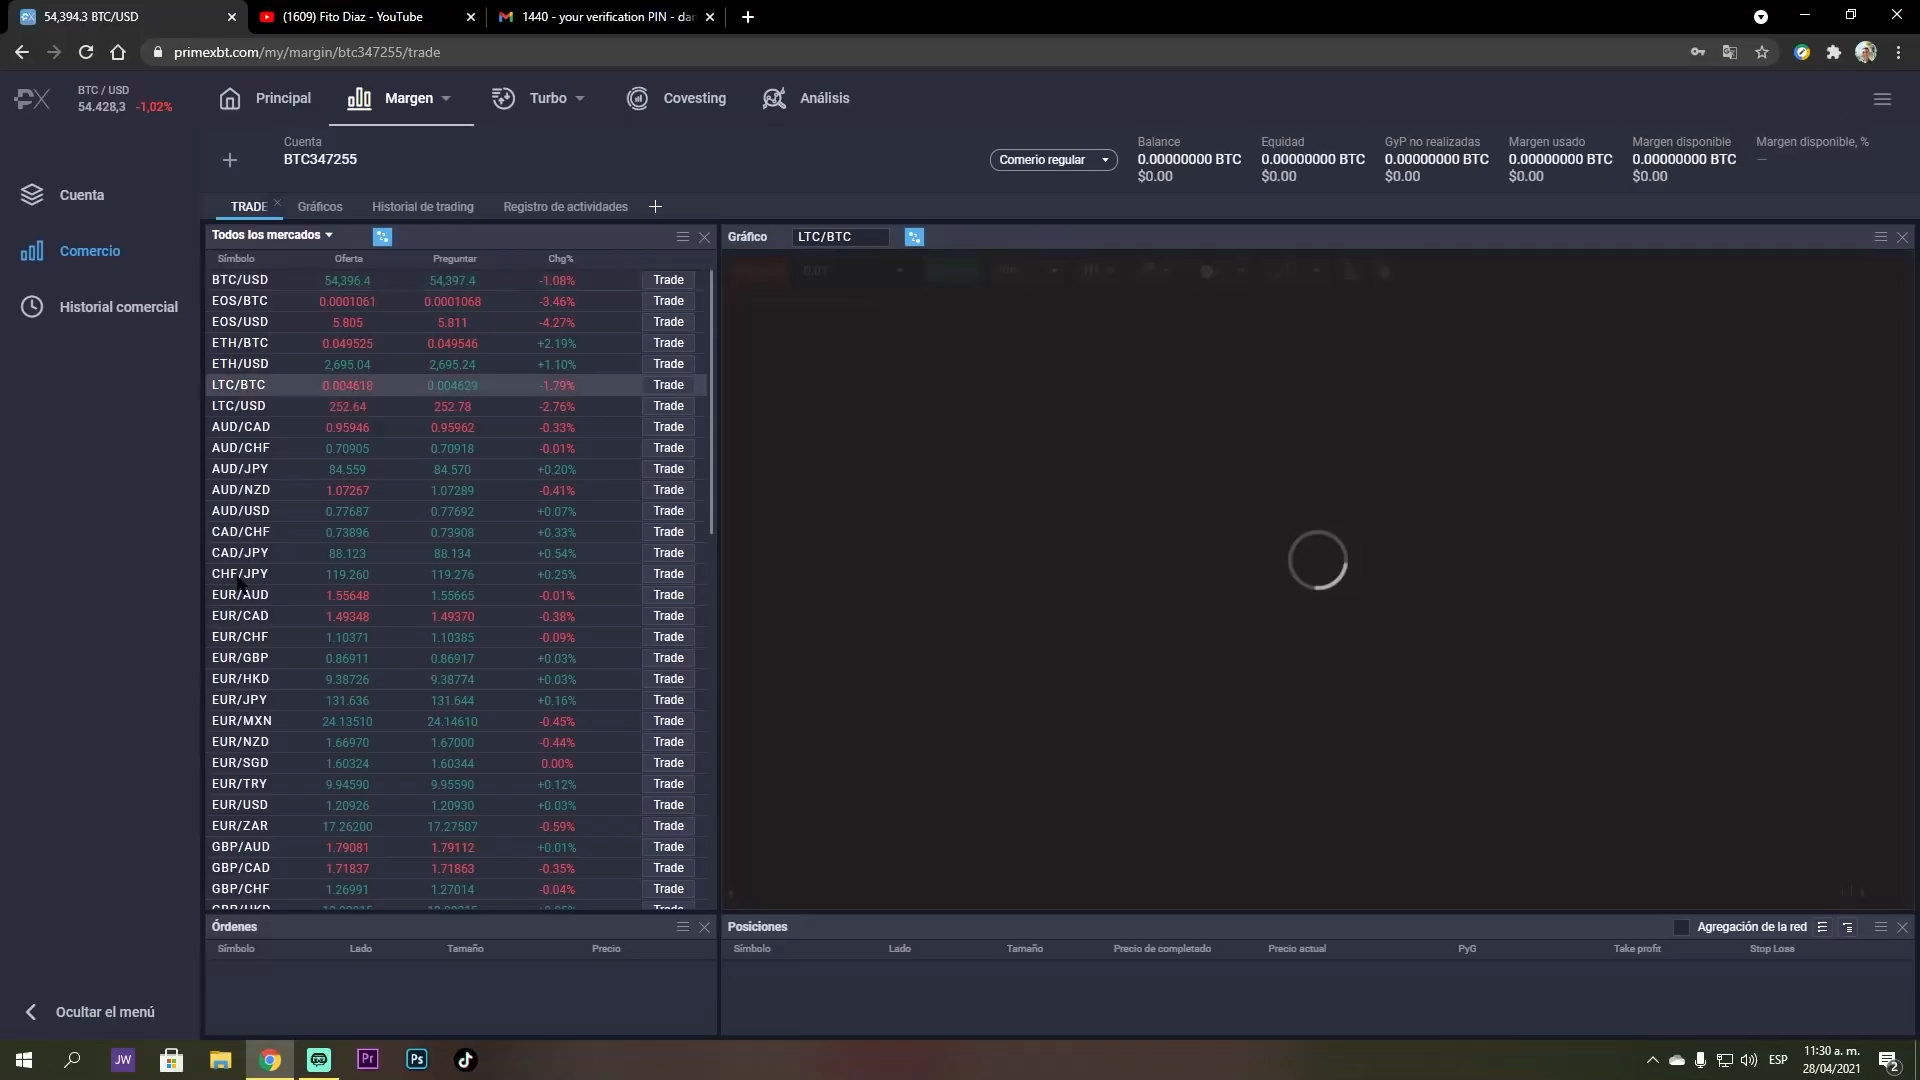 54,394.3 BTC/USD
(1609) Fito Diaz - YouTube
1440 - your verification PIN - dan
primexbt.com/my/margin/btc347255/trade
BTC / USD
54.428,3 -1,02%
Principal
Margen
Turbo
Covesting
Análisis
Cuenta
BTC347255
Comerio regular
Balance
0.00000000 BTC
$0.00
Equidad
0.00000000 BTC
$0.00
GyP no realizadas
0.00000000 BTC
$0.00
Margen usado
0.00000000 BTC
$0.00
Margen disponible
0.00000000 BTC
$0.00
Margen disponible, %
—
Cuenta
Comercio
Historial comercial
Ocultar el menú
TRADE
Gráficos
Historial de trading
Registro de actividades
Todos los mercados
Símbolo Oferta Preguntar Chg%
BTC/USD 54,396.4 54,397.4 -1.08% Trade
EOS/BTC 0.0001061 0.0001068 -3.46% Trade
EOS/USD 5.805 5.811 -4.27% Trade
ETH/BTC 0.049525 0.049546 +2.19% Trade
ETH/USD 2,695.04 2,695.24 +1.10% Trade
LTC/BTC 0.004618 0.004629 -1.79% Trade
LTC/USD 252.64 252.78 -2.76% Trade
AUD/CAD 0.95946 0.95962 -0.33% Trade
AUD/CHF 0.70905 0.70918 -0.01% Trade
AUD/JPY 84.559 84.570 +0.20% Trade
AUD/NZD 1.07267 1.07289 -0.41% Trade
AUD/USD 0.77687 0.77692 +0.07% Trade
CAD/CHF 0.73896 0.73908 +0.33% Trade
CAD/JPY 88.123 88.134 +0.54% Trade
CHF/JPY 119.260 119.276 +0.25% Trade
EUR/AUD 1.55648 1.55665 -0.01% Trade
EUR/CAD 1.49348 1.49370 -0.38% Trade
EUR/CHF 1.10371 1.10385 -0.09% Trade
EUR/GBP 0.86911 0.86917 +0.03% Trade
EUR/HKD 9.38726 9.38774 +0.03% Trade
EUR/JPY 131.636 131.644 +0.16% Trade
EUR/MXN 24.13510 24.14610 -0.45% Trade
EUR/NZD 1.66970 1.67000 -0.44% Trade
EUR/SGD 1.60324 1.60344 0.00% Trade
EUR/TRY 9.94590 9.95590 +0.12% Trade
EUR/USD 1.20926 1.20930 +0.03% Trade
EUR/ZAR 17.26200 17.27507 -0.59% Trade
GBP/AUD 1.79081 1.79112 +0.01% Trade
GBP/CAD 1.71837 1.71863 -0.35% Trade
GBP/CHF 1.26991 1.27014 -0.04% Trade
Gráfico LTC/BTC
0.01
Órdenes
Símbolo Lado Tamaño Precio
Posiciones
Agregación de la red
Símbolo Lado Tamaño Precio de completado Precio actual PyG Take profit Stop Loss
JW
Pr
Ps
ESP
11:30 a. m.
28/04/2021
2